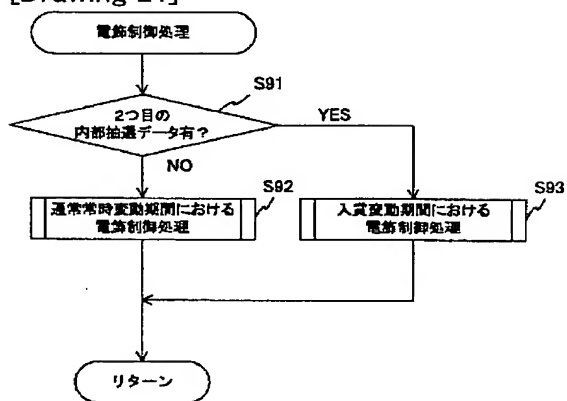 電飾制御処理
S91
2つ目の
内部抽選データ有?
YES
NO
S92
通常常時変動期間における
電飾制御処理
S93
入賞変動期間における
電飾制御処理
リターン